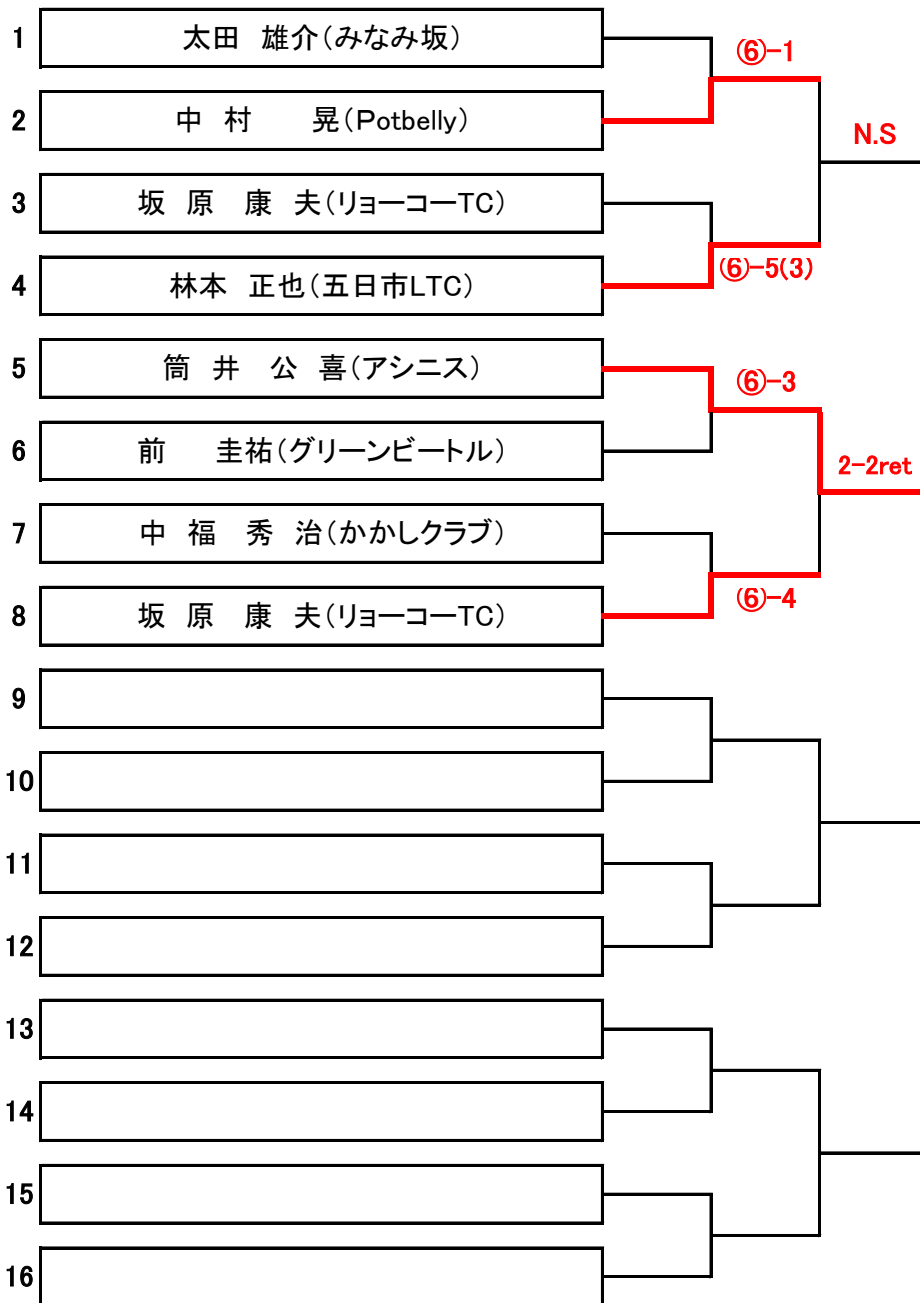 1 太田 雄介(みなみ坂)
⑥-1
2 中村 晃(Potbelly)
N.S
3 坂原 康夫(リョーコーTC)
⑥-5(3)
4 林本 正也(五日市LTC)
5 筒井 公喜(アシニス)
⑥-3
6 前 圭祐(グリーンビートル)
2-2ret
7 中福 秀治(かかしクラブ)
⑥-4
8 坂原 康夫(リョーコーTC)
9
10
11
12
13
14
15
16